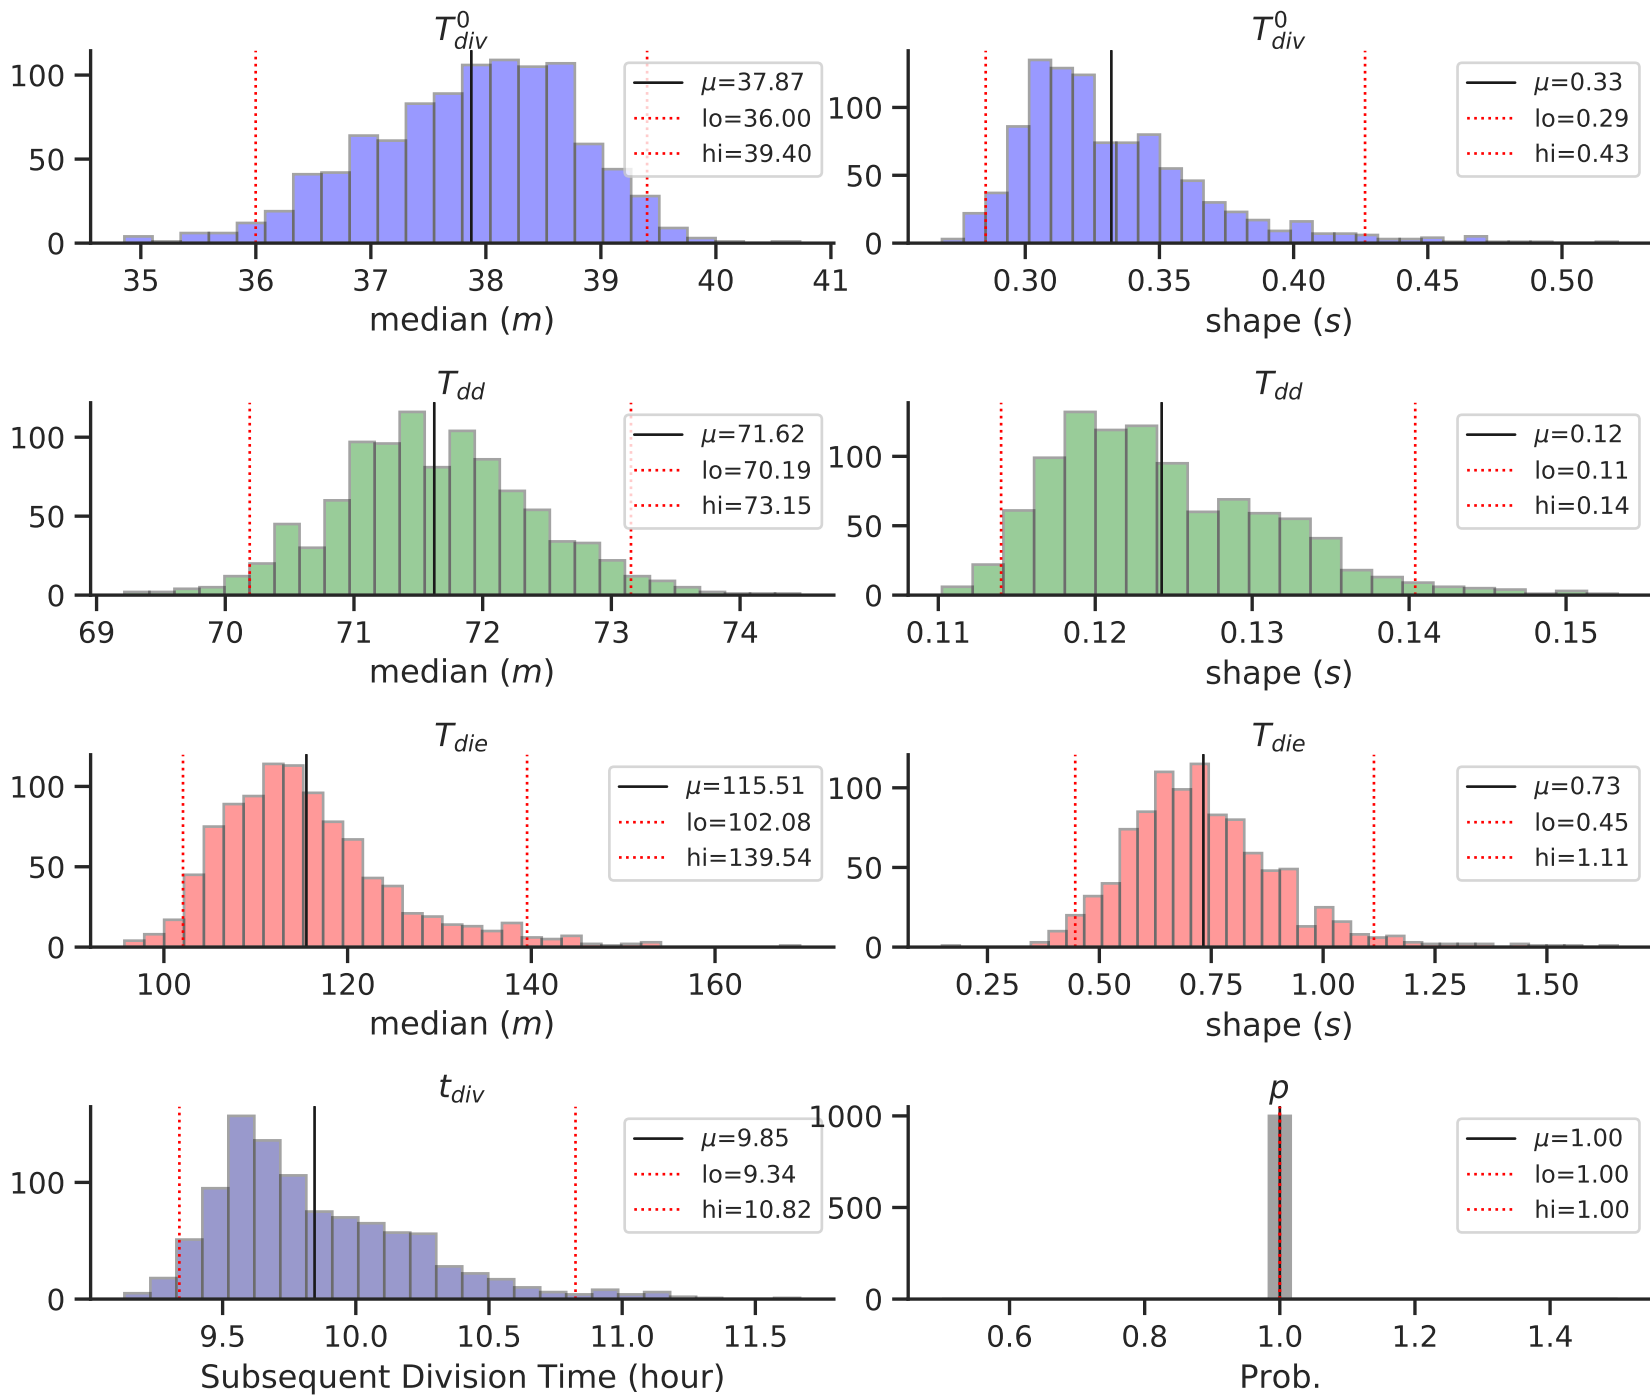 T⁰div
100
50
0
μ=37.87
lo=36.00
hi=39.40
35 36 37 38 39 40 41
median (m)
T⁰div
100
50
0
μ=0.33
lo=0.29
hi=0.43
0.30 0.35 0.40 0.45 0.50
shape (s)
Tdd
100
50
0
μ=71.62
lo=70.19
hi=73.15
69 70 71 72 73 74
median (m)
Tdd
100
50
0
μ=0.12
lo=0.11
hi=0.14
0.11 0.12 0.13 0.14 0.15
shape (s)
Tdie
100
50
0
μ=115.51
lo=102.08
hi=139.54
100 120 140 160
median (m)
Tdie
100
50
0
μ=0.73
lo=0.45
hi=1.11
0.25 0.50 0.75 1.00 1.25 1.50
shape (s)
tdiv
100
0
μ=9.85
lo=9.34
hi=10.82
9.5 10.0 10.5 11.0 11.5
Subsequent Division Time (hour)
p
1000
500
0
μ=1.00
lo=1.00
hi=1.00
0.6 0.8 1.0 1.2 1.4
Prob.